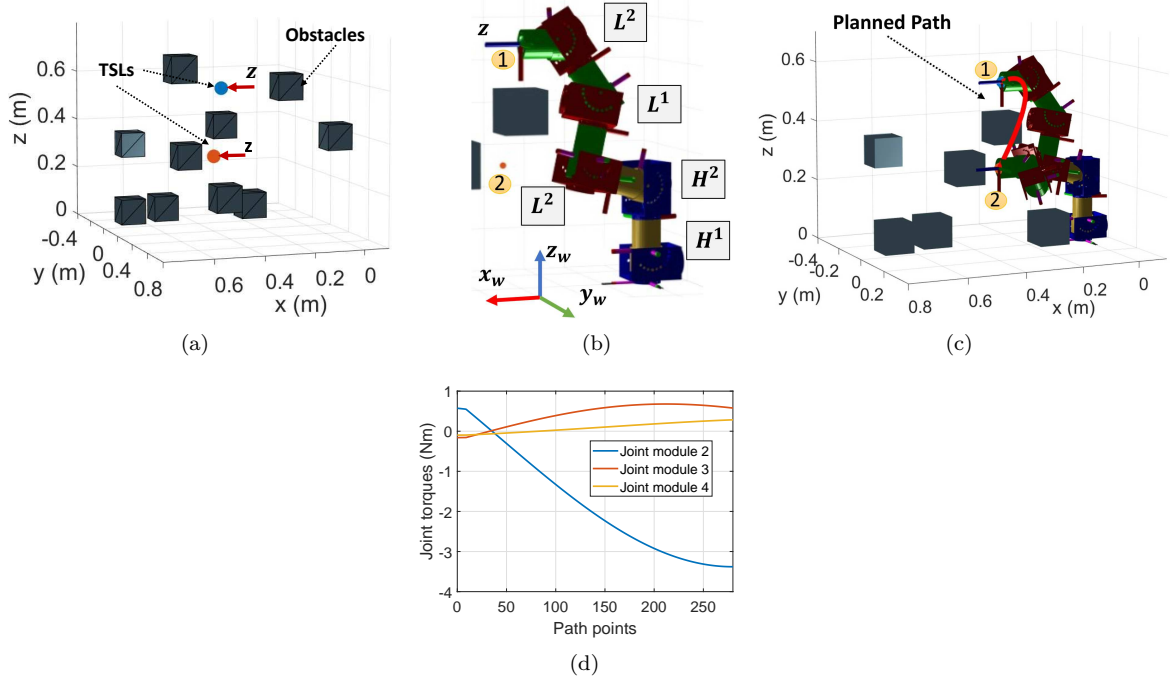 Obstacles
TSLs
z
z
z (m)
0.6
0.4
0.2
0
-0.4
0
0.4
y (m)
0.8
0.6
0.4
0.2
0
x (m)
(a)
z
1
2
L²
L¹
L²
H²
H¹
z_w
x_w
y_w
(b)
Planned Path
1
2
z (m)
0.6
0.4
0.2
0
-0.4
-0.2
0
0.2
y (m)
0.8
0.6
0.4
0.2
0
x (m)
(c)
Joint torques (Nm)
1
0
-1
-2
-3
-4
Joint module 2
Joint module 3
Joint module 4
0 50 100 150 200 250
Path points
(d)